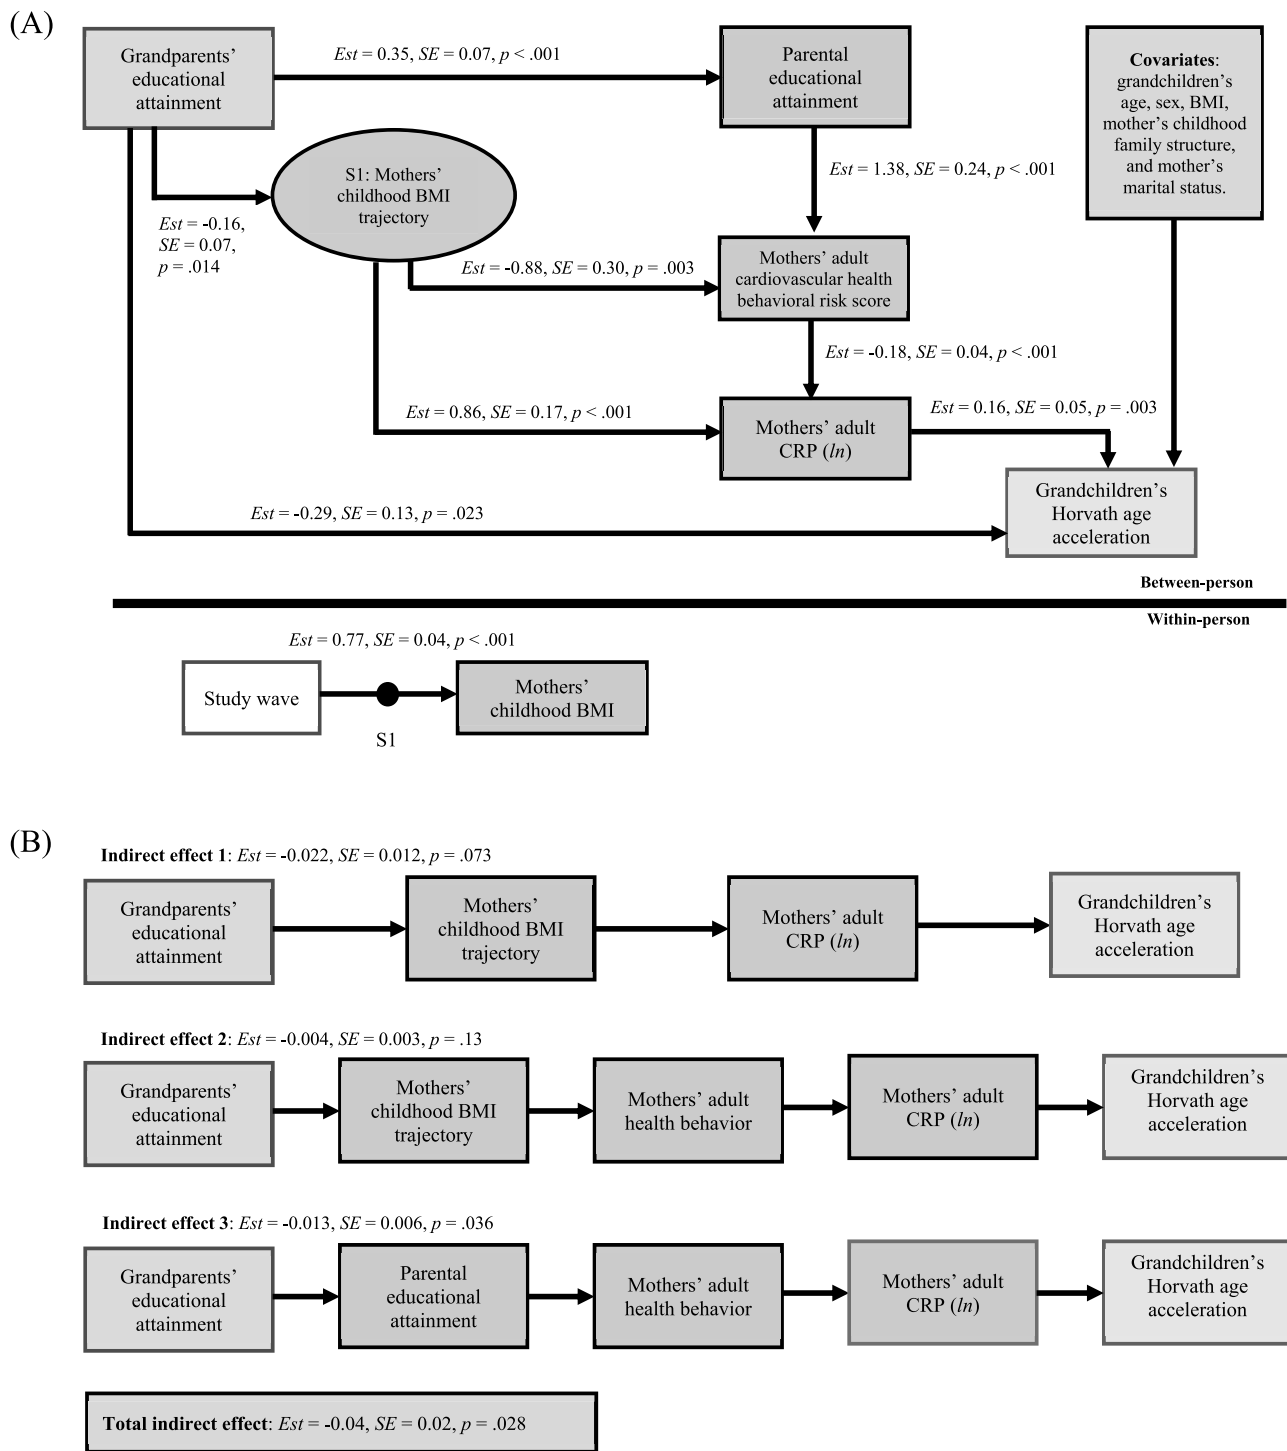 (A)
Grandparents’
educational
attainment
Est = 0.35, SE = 0.07, p < .001
Parental
educational
attainment
Covariates:
grandchildren’s
age, sex, BMI,
mother’s childhood
family structure,
and mother’s
marital status.
S1: Mothers’
childhood BMI
trajectory
Est = 1.38, SE = 0.24, p < .001
Est = -0.16,
SE = 0.07,
p = .014
Est = -0.88, SE = 0.30, p = .003
Mothers’ adult
cardiovascular health
behavioral risk score
Est = -0.18, SE = 0.04, p < .001
Est = 0.86, SE = 0.17, p < .001
Mothers’ adult
CRP (ln)
Est = 0.16, SE = 0.05, p = .003
Grandchildren’s
Horvath age
acceleration
Est = -0.29, SE = 0.13, p = .023
Between-person
Within-person
Est = 0.77, SE = 0.04, p < .001
Study wave
S1
Mothers’
childhood BMI
(B)
Indirect effect 1: Est = -0.022, SE = 0.012, p = .073
Grandparents’
educational
attainment
Mothers’
childhood BMI
trajectory
Mothers’ adult
CRP (ln)
Grandchildren’s
Horvath age
acceleration
Indirect effect 2: Est = -0.004, SE = 0.003, p = .13
Grandparents’
educational
attainment
Mothers’
childhood BMI
trajectory
Mothers’ adult
health behavior
Mothers’ adult
CRP (ln)
Grandchildren’s
Horvath age
acceleration
Indirect effect 3: Est = -0.013, SE = 0.006, p = .036
Grandparents’
educational
attainment
Parental
educational
attainment
Mothers’ adult
health behavior
Mothers’ adult
CRP (ln)
Grandchildren’s
Horvath age
acceleration
Total indirect effect: Est = -0.04, SE = 0.02, p = .028